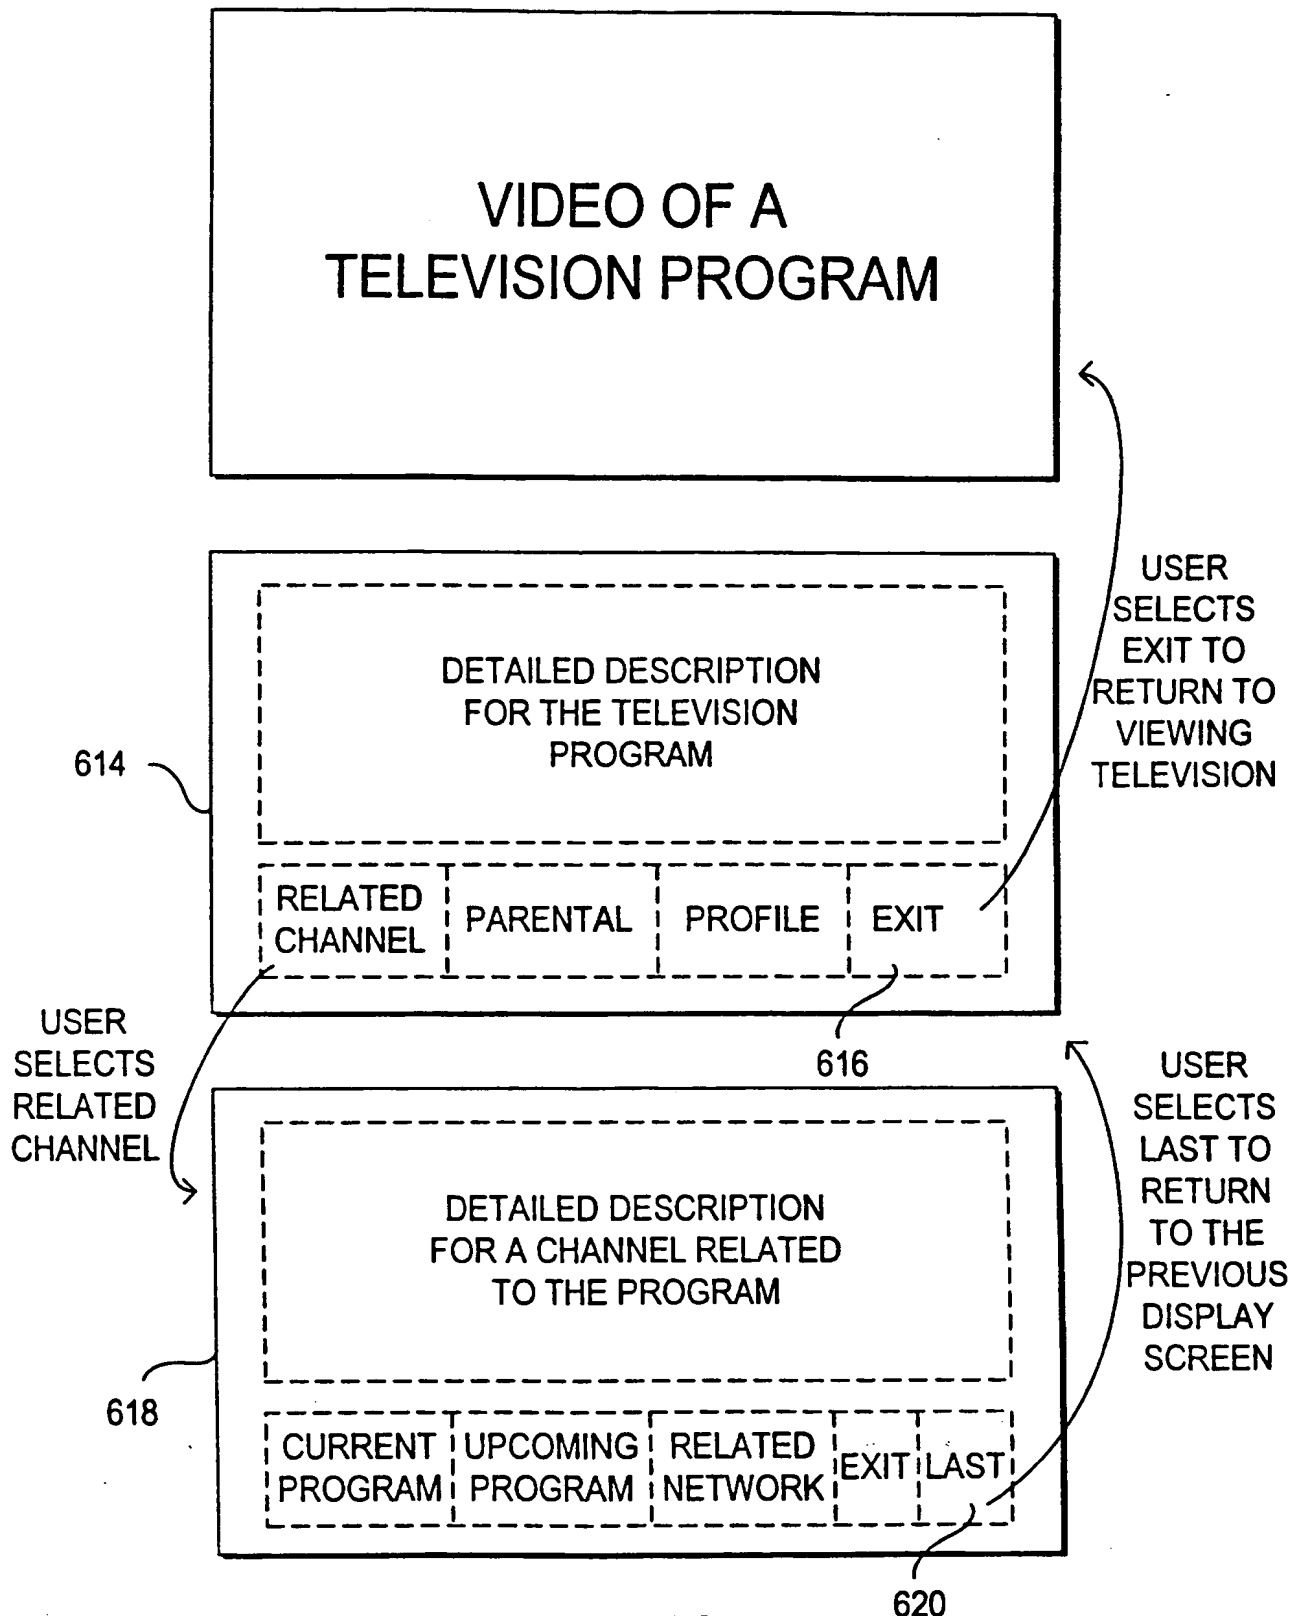 VIDEO OF A
TELEVISION PROGRAM
USER
SELECTS
EXIT TO
RETURN TO
VIEWING
TELEVISION
DETAILED DESCRIPTION
FOR THE TELEVISION
PROGRAM
614
RELATED
CHANNEL
PARENTAL
PROFILE
EXIT
616
USER
SELECTS
RELATED
CHANNEL
USER
SELECTS
LAST TO
RETURN
TO THE
PREVIOUS
DISPLAY
SCREEN
DETAILED DESCRIPTION
FOR A CHANNEL RELATED
TO THE PROGRAM
618
CURRENT
PROGRAM
UPCOMING
PROGRAM
RELATED
NETWORK
EXIT
LAST
620